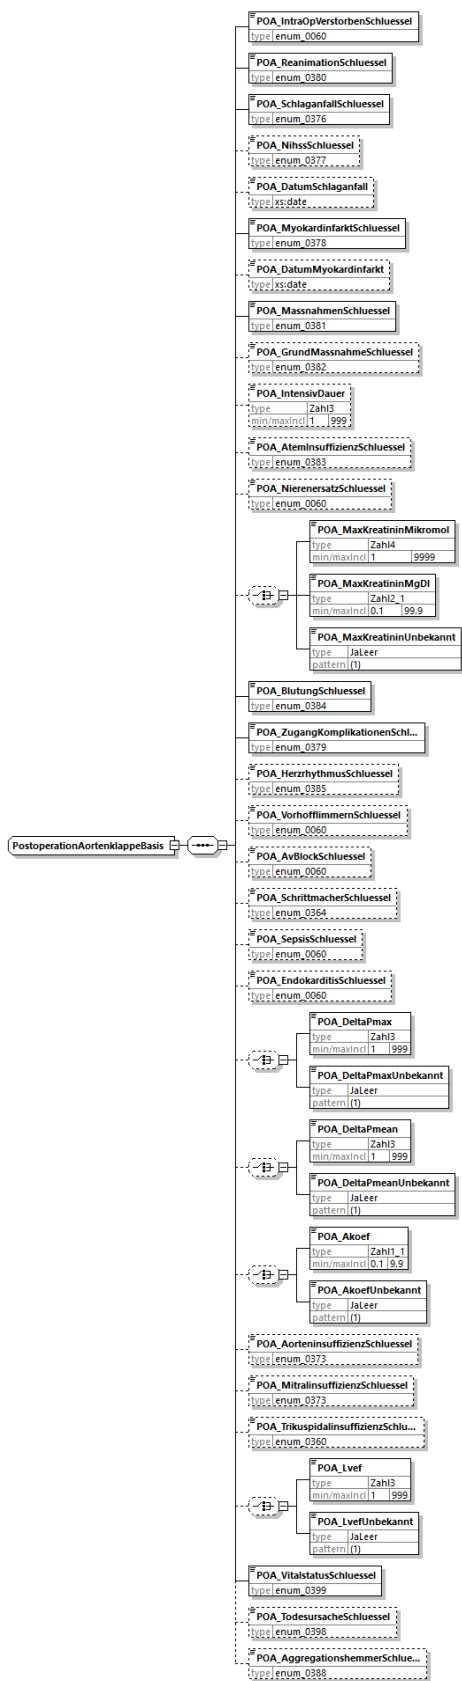 POA_IntraOpVerstorbenSchluessel
type enum_0060
POA_ReanimationSchluessel
type enum_0380
POA_SchlaganfallSchluessel
type enum_0376
POA_NihssSchluessel
type enum_0377
POA_DatumSchlaganfall
type xs:date
POA_MyokardinfarktSchluessel
type enum_0378
POA_DatumMyokardinfarkt
type xs:date
POA_MassnahmenSchluessel
type enum_0381
POA_GrundMassnahmeSchluessel
type enum_0382
POA_IntensivDauer
type Zahl3
min/maxIncl 1 999
POA_AtemInsuffizienzSchluessel
type enum_0383
POA_NierenersatzSchluessel
type enum_0060
POA_MaxKreatininMikromol
type Zahl4
min/maxIncl 1 9999
POA_MaxKreatininMgDl
type Zahl2_1
min/maxIncl 0.1 99.9
POA_MaxKreatininUnbekannt
type JaLeer
pattern (1)
POA_BlutungSchluessel
type enum_0384
POA_ZugangKomplikationenSchl...
type enum_0379
POA_HerzrhythmusSchluessel
type enum_0385
POA_VorhofflimmernSchluessel
type enum_0060
PostoperationAortenklappeBasis
POA_AvBlockSchluessel
type enum_0060
POA_SchrittmacherSchluessel
type enum_0364
POA_SepsisSchluessel
type enum_0060
POA_EndokarditisSchluessel
type enum_0060
POA_DeltaPmax
type Zahl3
min/maxIncl 1 999
POA_DeltaPmaxUnbekannt
type JaLeer
pattern (1)
POA_DeltaPmean
type Zahl3
min/maxIncl 1 999
POA_DeltaPmeanUnbekannt
type JaLeer
pattern (1)
POA_Akoef
type Zahl1_1
min/maxIncl 0.1 9.9
POA_AkoefUnbekannt
type JaLeer
pattern (1)
POA_AorteninsuffizienzSchluessel
type enum_0373
POA_MitralinsuffizienzSchluessel
type enum_0373
POA_TrikuspidalinsuffizienzSchlu...
type enum_0360
POA_Lvef
type Zahl3
min/maxIncl 1 999
POA_LvefUnbekannt
type JaLeer
pattern (1)
POA_VitalstatusSchluessel
type enum_0399
POA_TodesursacheSchluessel
type enum_0398
POA_AggregationshemmerSchlue...
type enum_0388